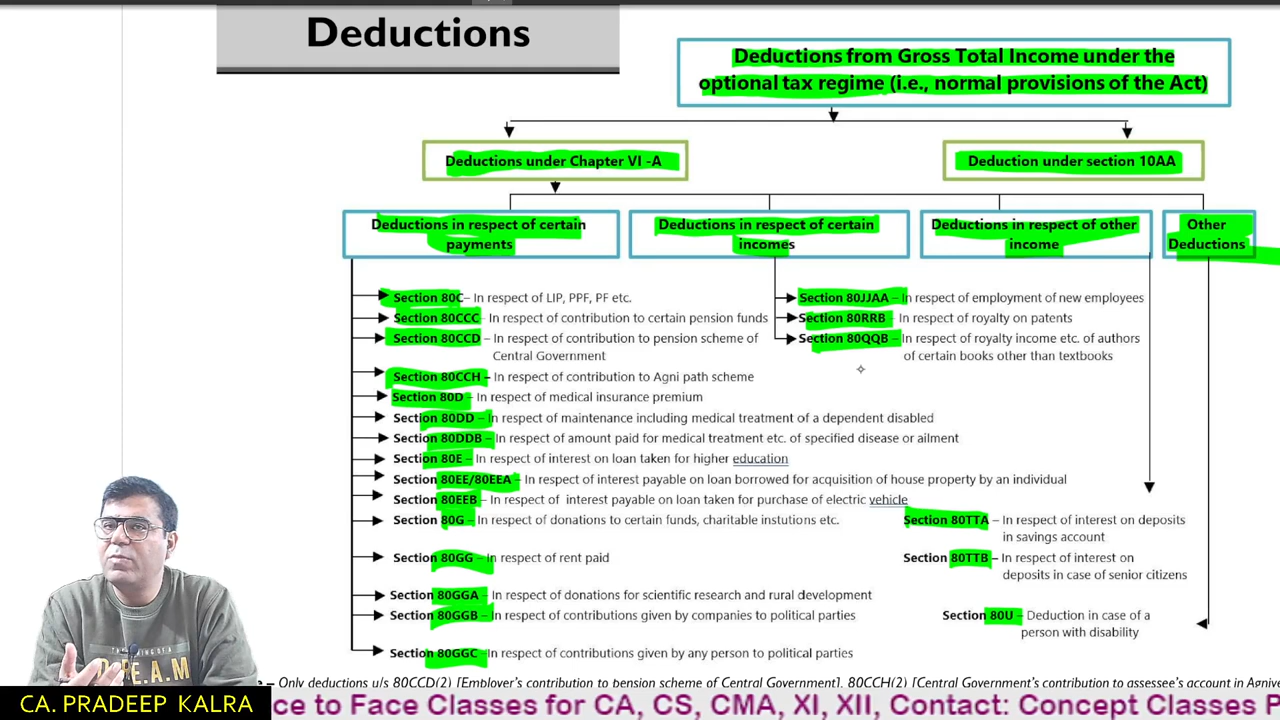 Deductions
Deductions from Gross Total Income under the
optional tax regime (i.e., normal provisions of the Act)
Deductions under Chapter VI -A
Deduction under section 10AA
Deductions in respect of certain
payments
Deductions in respect of certain
incomes
Deductions in respect of other
income
Other
Deductions
Section 80C– In respect of LIP, PPF, PF etc.
Section 80CCC - In respect of contribution to certain pension funds
Section 80CCD – In respect of contribution to pension scheme of
Central Government
Section 80CCH – In respect of contribution to Agni path scheme
Section 80D – In respect of medical insurance premium
Section 80DD – In respect of maintenance including medical treatment of a dependent disabled
Section 80DDB – In respect of amount paid for medical treatment etc. of specified disease or ailment
Section 80E – In respect of interest on loan taken for higher education
Section 80EE/80EEA – In respect of interest payable on loan borrowed for acquisition of house property by an individual
Section 80EEB – In respect of interest payable on loan taken for purchase of electric vehicle
Section 80G – In respect of donations to certain funds, charitable instutions etc.
Section 80GG – In respect of rent paid
Section 80GGA – In respect of donations for scientific research and rural development
Section 80GGB – In respect of contributions given by companies to political parties
Section 80GGC –In respect of contributions given by any person to political parties
Section 80JJAA – In respect of employment of new employees
Section 80RRB – In respect of royalty on patents
Section 80QQB – In respect of royalty income etc. of authors
of certain books other than textbooks
Section 80TTA – In respect of interest on deposits
in savings account
Section 80TTB – In respect of interest on
deposits in case of senior citizens
Section 80U – Deduction in case of a
person with disability
– Only deductions u/s 80CCD(2) [Employer's contribution to pension scheme of Central Government], 80CCH(2) [Central Government's contribution to assessee's account in Agnive
CA. PRADEEP KALRA
ce to Face Classes for CA, CS, CMA, XI, XII, Contact: Concept Classes P